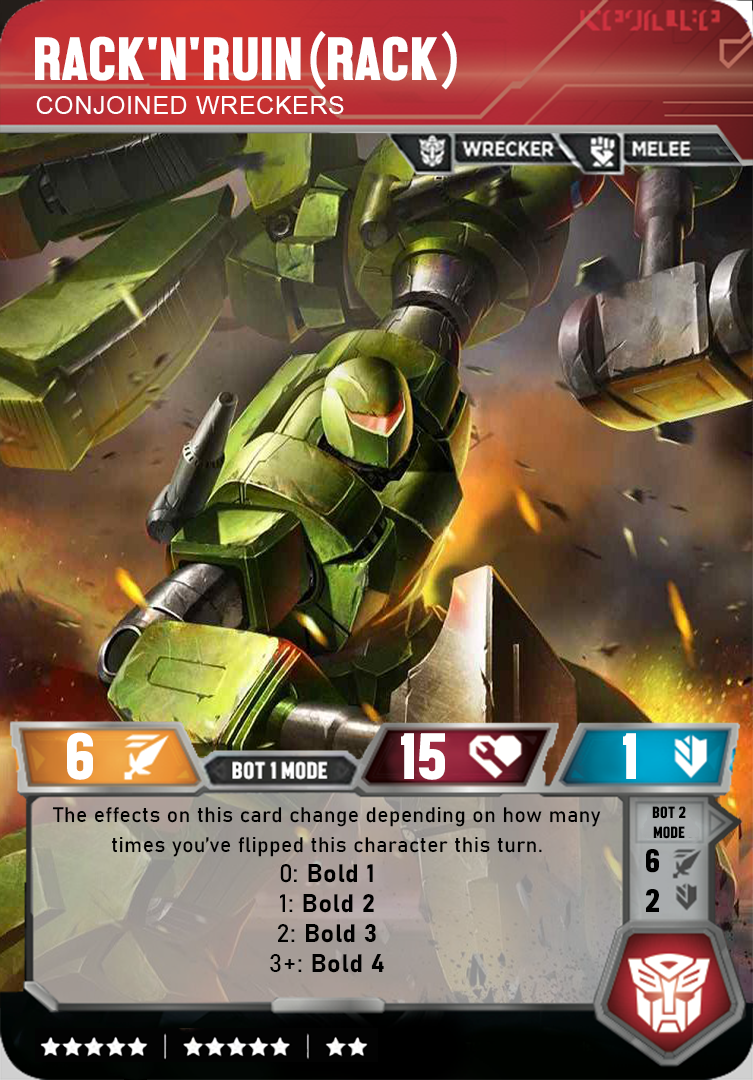 RACK'N'RUIN (RACK)
CONJOINED WRECKERS
WRECKER MELEE
6 BOT 1 MODE 15 1
The effects on this card change depending on how many
times you've flipped this character this turn.
0: Bold 1
1: Bold 2
2: Bold 3
3+: Bold 4
BOT 2
MODE
6
2